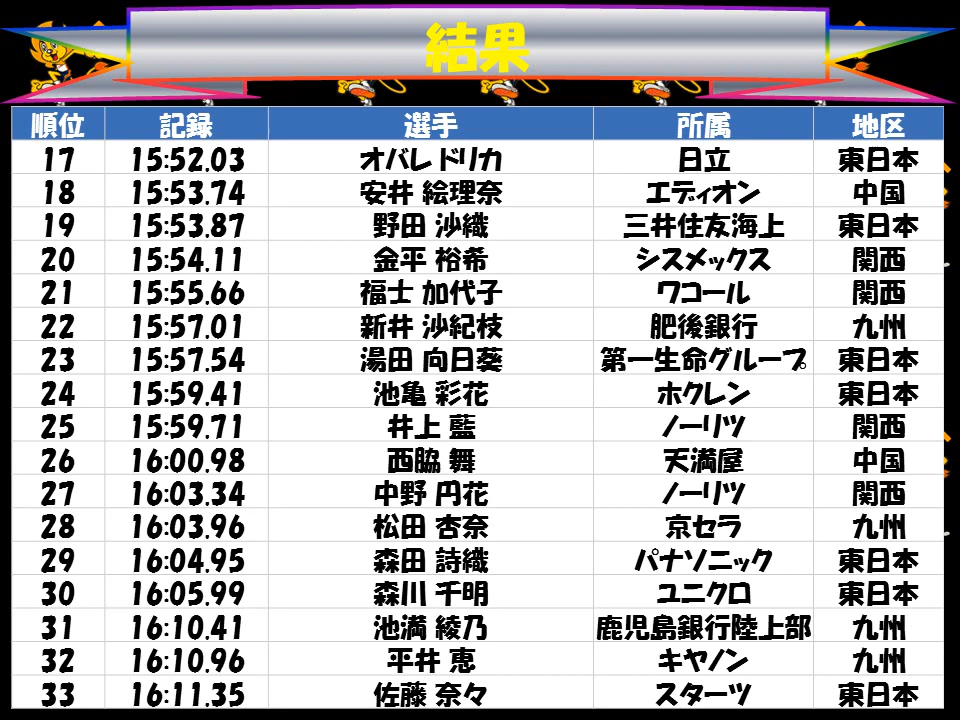 結果
順位 記録 選手 所属 地区
17 15:52.03 オバレ ドリカ 日立 東日本
18 15:53.74 安井 絵理奈 エディオン 中国
19 15:53.87 野田 沙織 三井住友海上 東日本
20 15:54.11 金平 裕希 シスメックス 関西
21 15:55.66 福士 加代子 ワコール 関西
22 15:57.01 新井 沙紀枝 肥後銀行 九州
23 15:57.54 湯田 向日葵 第一生命グループ 東日本
24 15:59.41 池亀 彩花 ホクレン 東日本
25 15:59.71 井上 藍 ノーリツ 関西
26 16:00.98 西脇 舞 天満屋 中国
27 16:03.34 中野 円花 ノーリツ 関西
28 16:03.96 松田 杏奈 京セラ 九州
29 16:04.95 森田 詩織 パナソニック 東日本
30 16:05.99 森川 千明 ユニクロ 東日本
31 16:10.41 池満 綾乃 鹿児島銀行陸上部 九州
32 16:10.96 平井 恵 キヤノン 九州
33 16:11.35 佐藤 奈々 スターツ 東日本